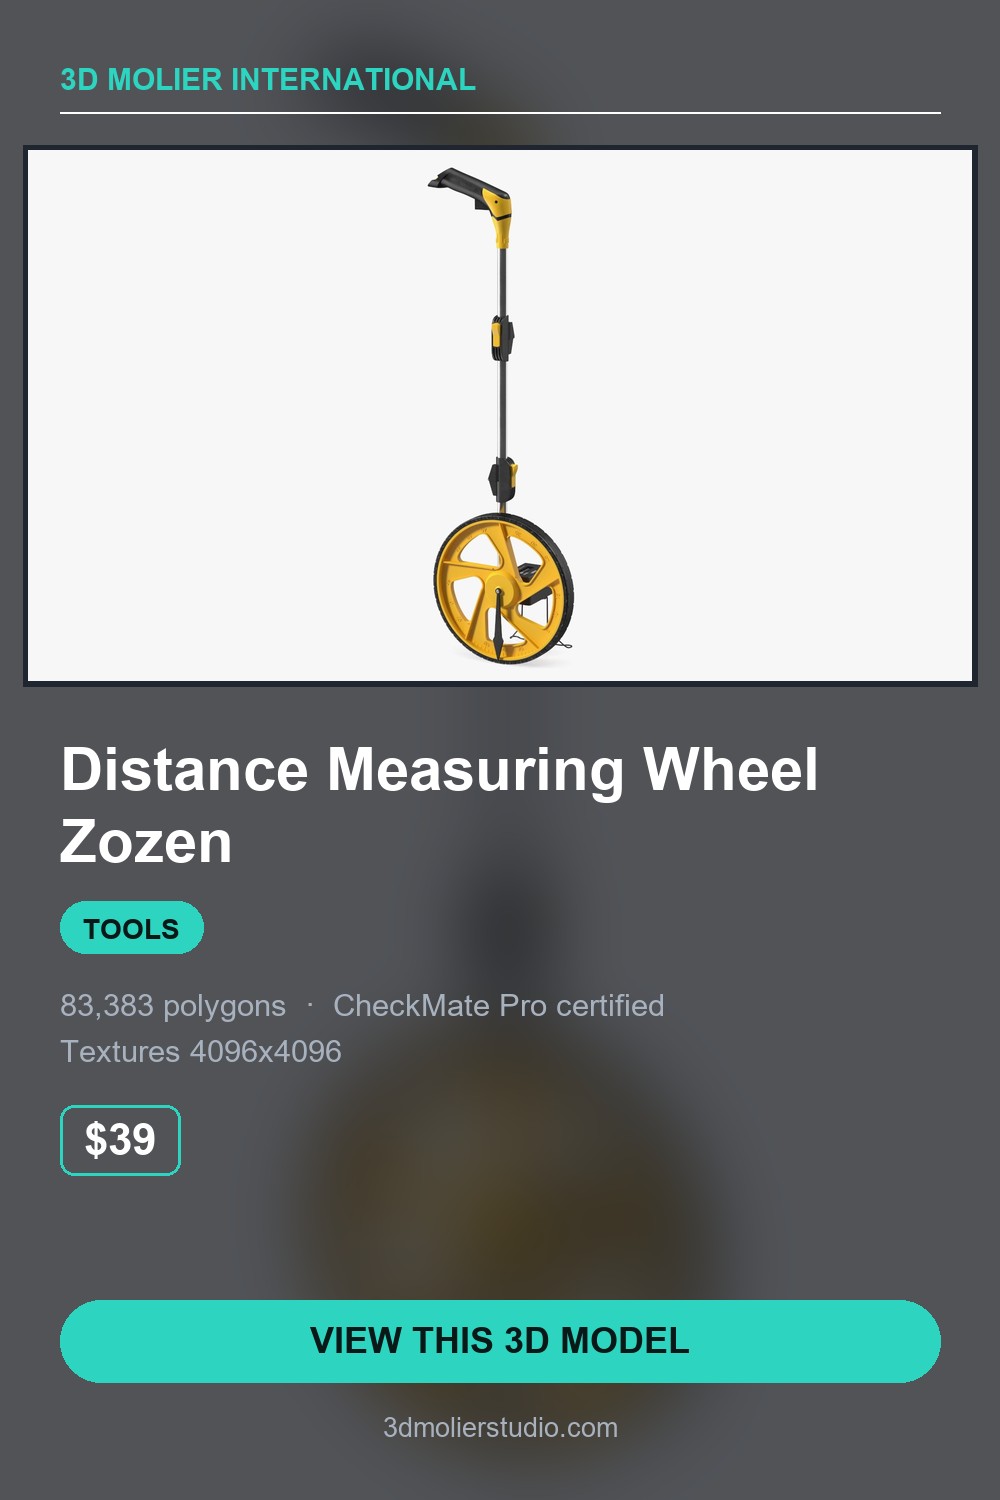 3D MOLIER INTERNATIONAL
Distance Measuring Wheel
Zozen
TOOLS
83,383 polygons · CheckMate Pro certified
Textures 4096x4096
$39
VIEW THIS 3D MODEL
3dmolierstudio.com